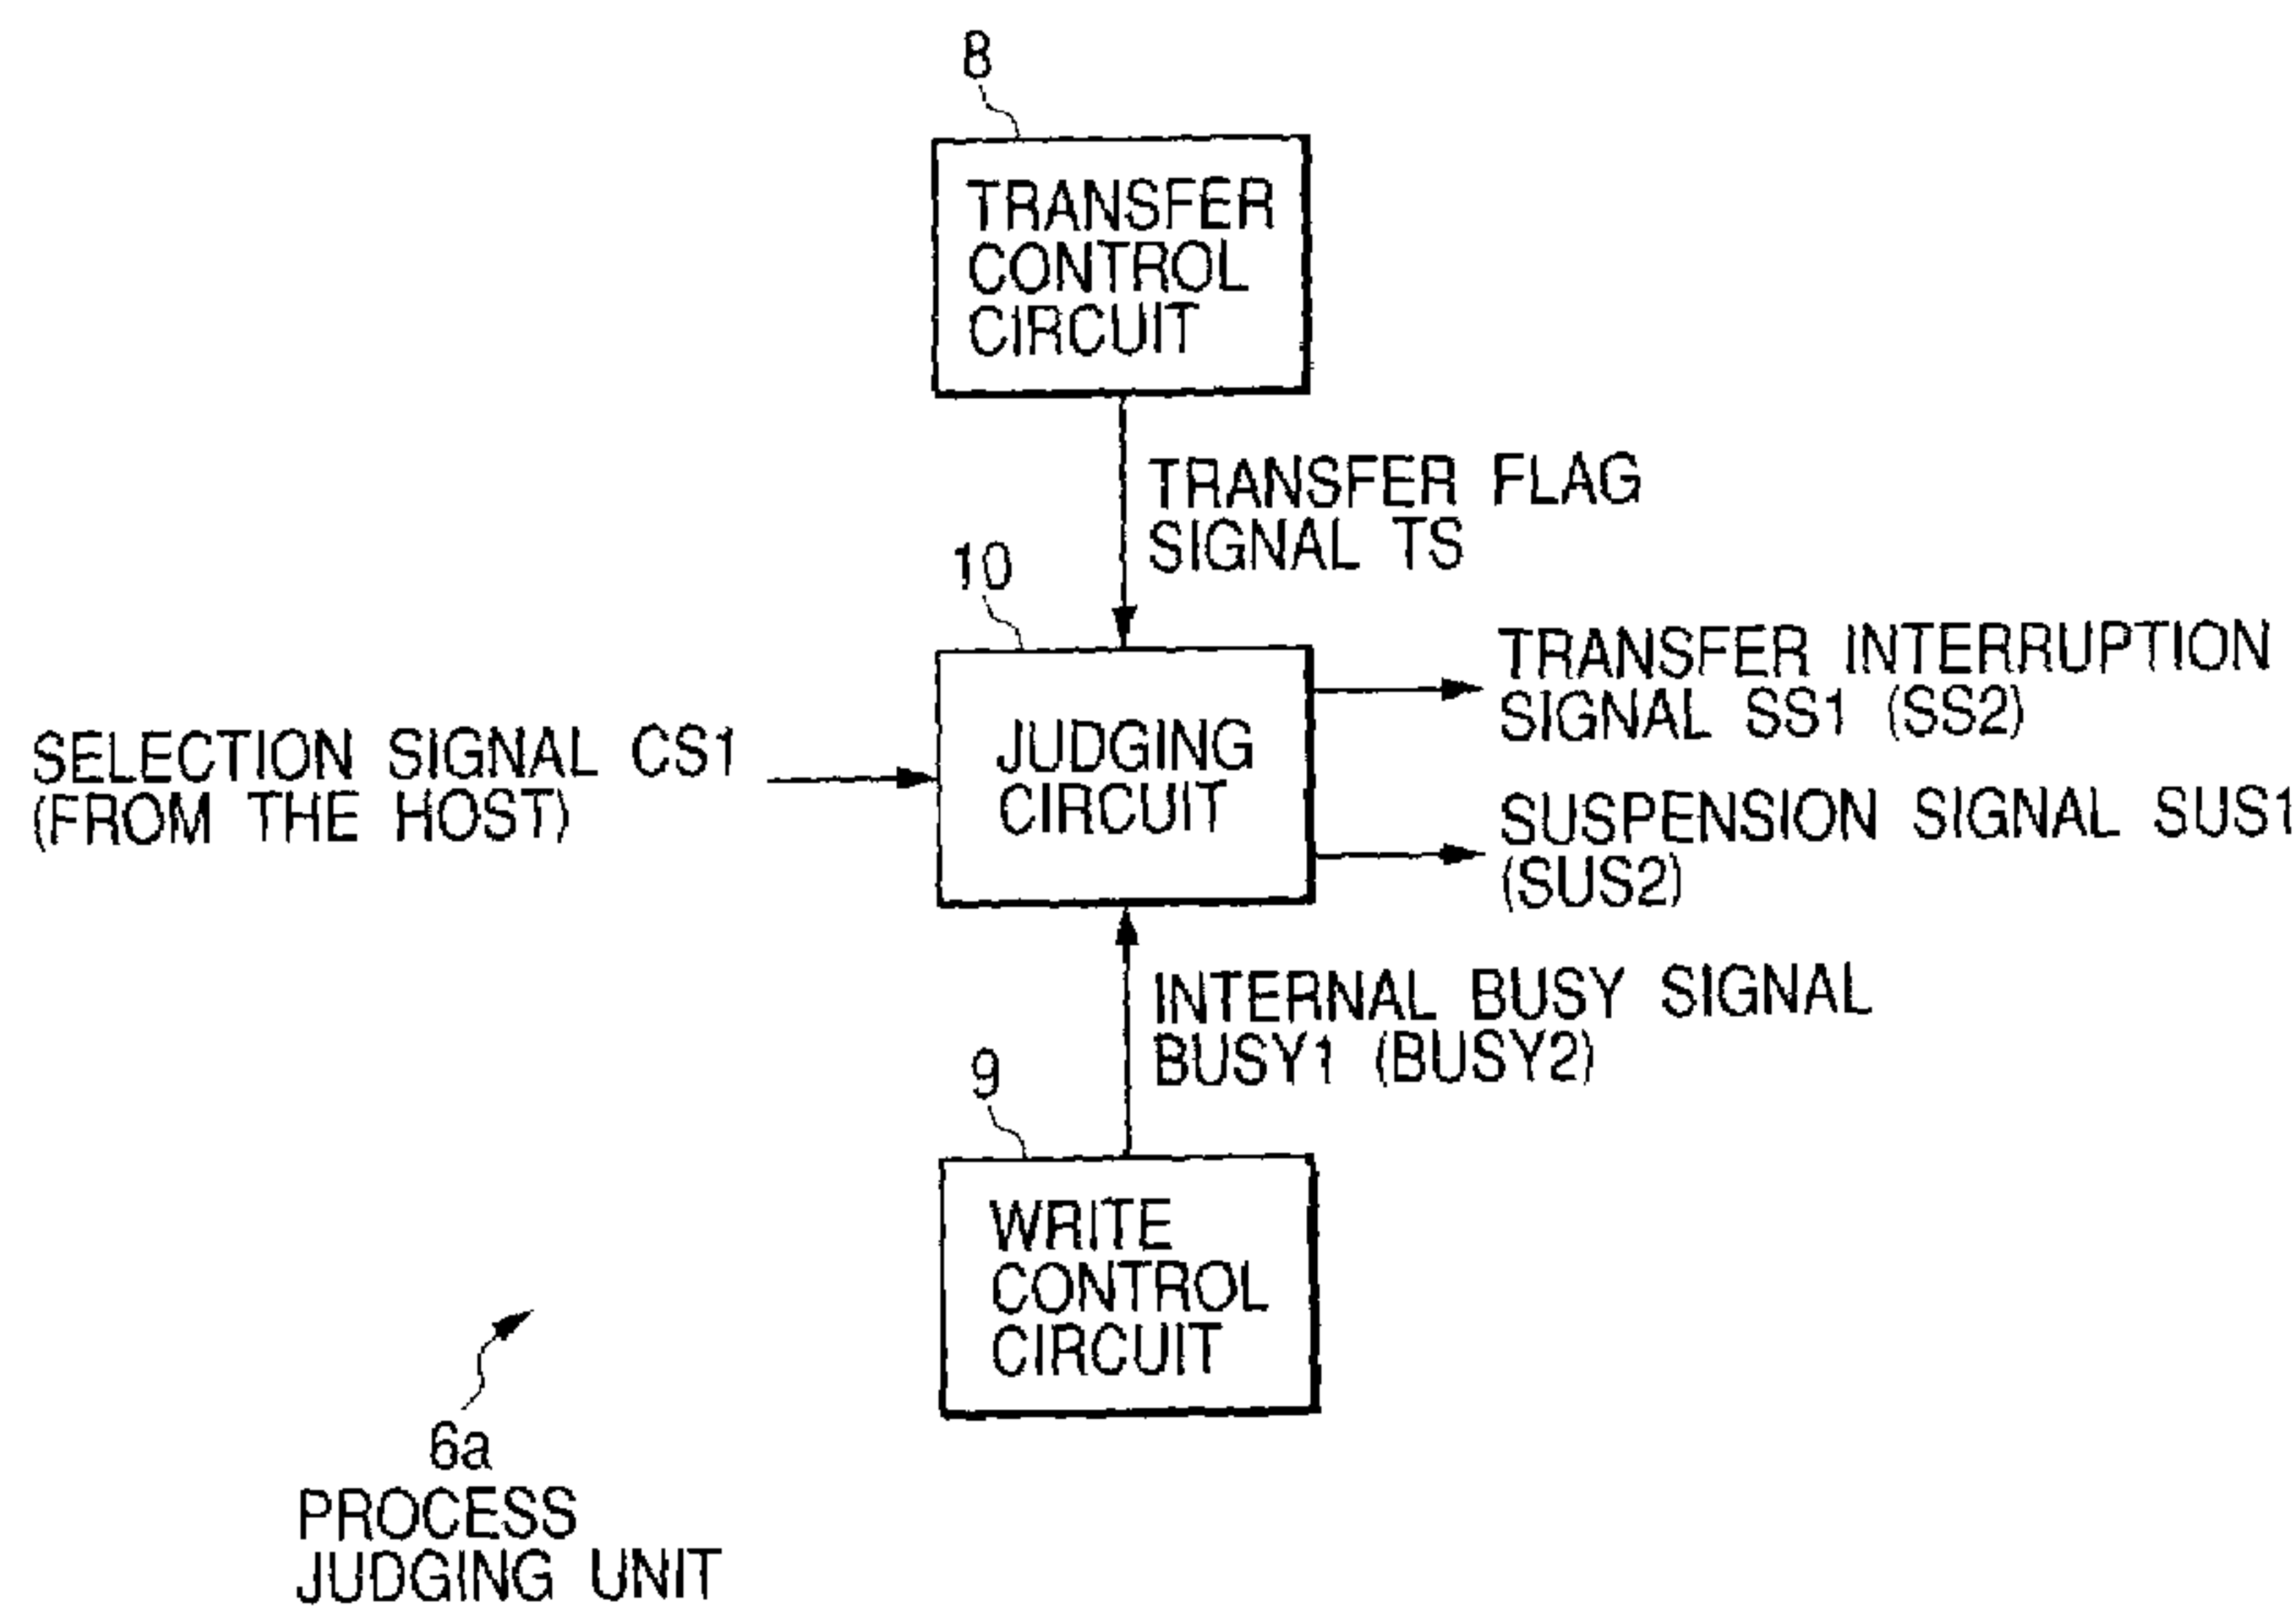 8
TRANSFER
CONTROL
CIRCUIT
TRANSFER FLAG
SIGNAL TS
10
JUDGING
CIRCUIT
SELECTION SIGNAL CS1
(FROM THE HOST)
TRANSFER INTERRUPTION
SIGNAL SS1 (SS2)
SUSPENSION SIGNAL SUS1
(SUS2)
INTERNAL BUSY SIGNAL
BUSY1 (BUSY2)
9
WRITE
CONTROL
CIRCUIT
6a
PROCESS
JUDGING UNIT